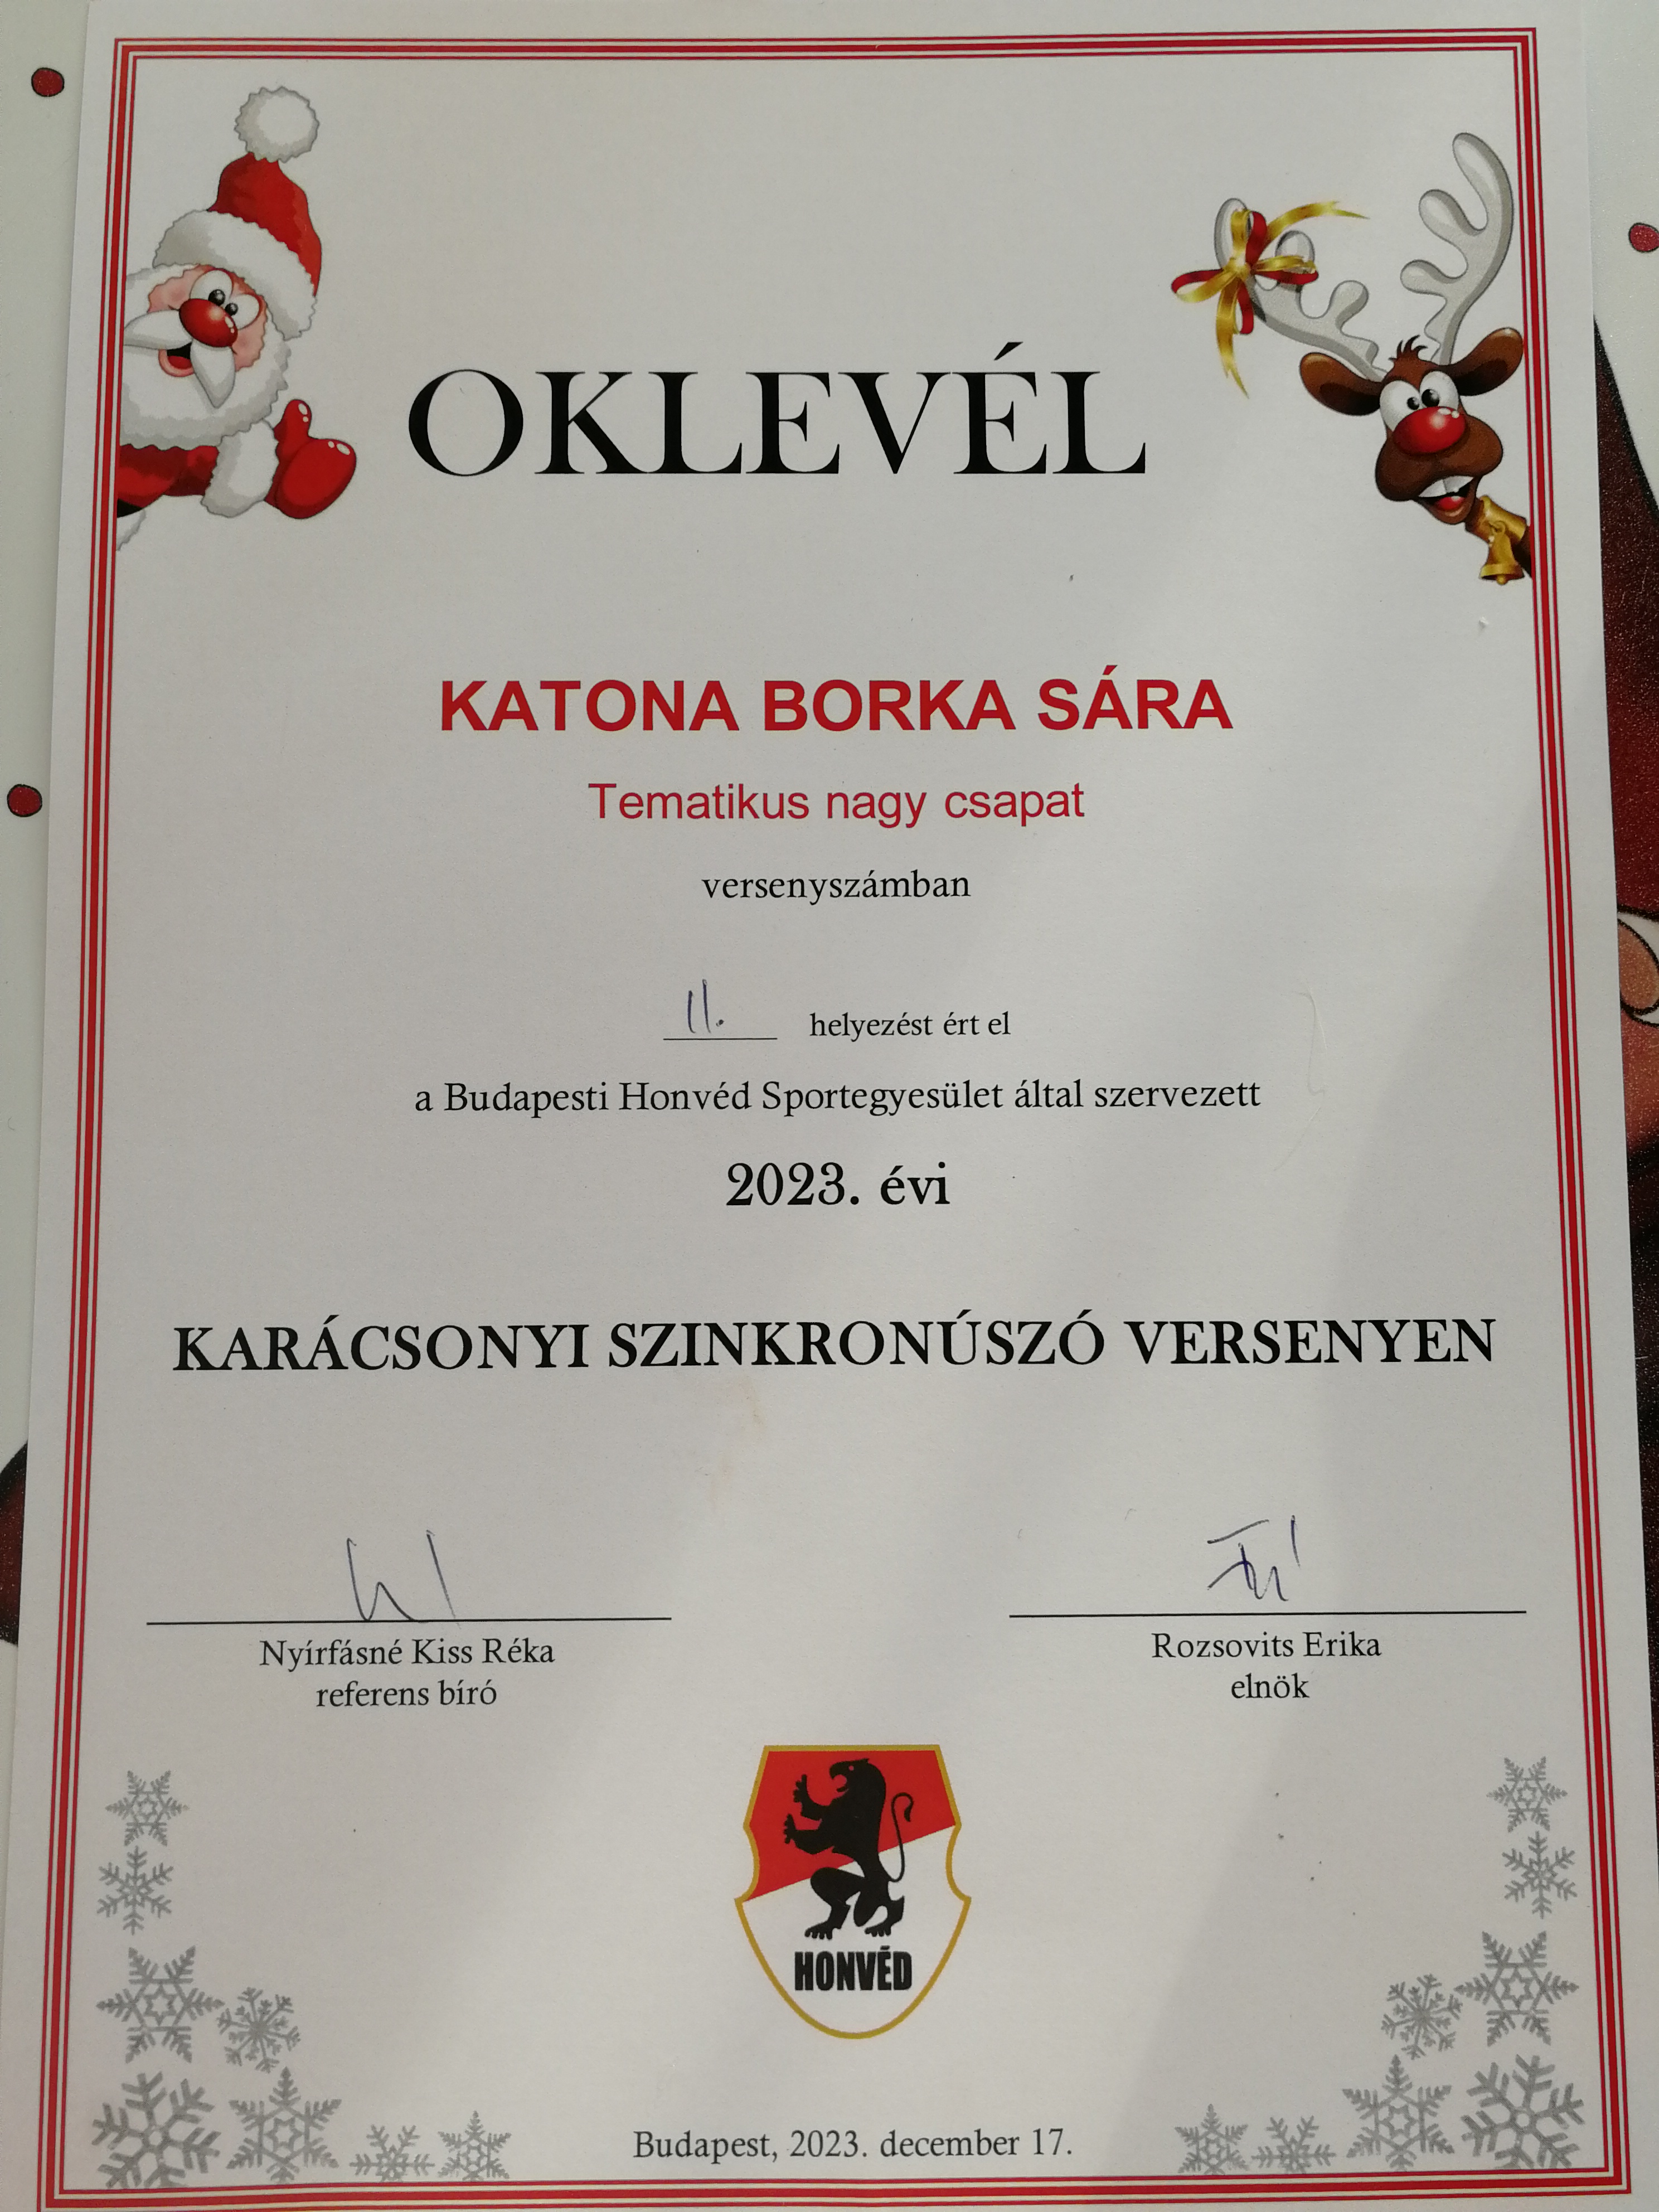 OKLEVÉL
KATONA BORKA SÁRA
Tematikus nagy csapat
versenyszámban
II. helyezést ért el
a Budapesti Honvéd Sportegyesület által szervezett
2023. évi
KARÁCSONYI SZINKRONÚSZÓ VERSENYEN
Nyírfásné Kiss Réka
referens bíró
Rozsovits Erika
elnök
HONVÉD
Budapest, 2023. december 17.